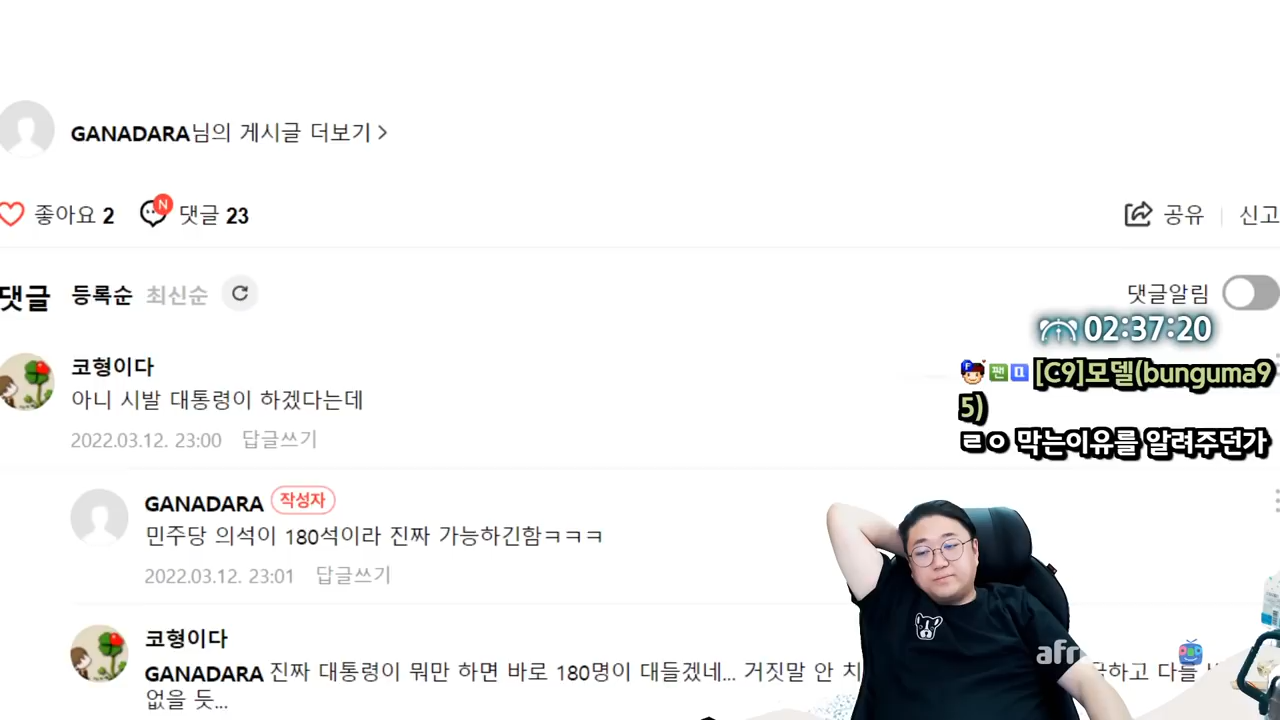 GANADARA님의 게시글 더보기 >
좋아요 2 N 댓글 23 공유 신고
댓글 등록순 최신순 댓글알림
02:37:20
코형이다
아니 시발 대통령이 하겠다는데
2022.03.12. 23:00 답글쓰기
F 팬 [C9]모델(bunguma9
5)
ㄹㅇ 막는이유를 알려주던가
GANADARA 작성자
민주당 의석이 180석이라 진짜 가능하긴함ㅋㅋㅋ
2022.03.12. 23:01 답글쓰기
코형이다
GANADARA 진짜 대통령이 뭐만 하면 바로 180명이 대들겠네... 거짓말 안 치 하고 다들
없을 듯...
afr